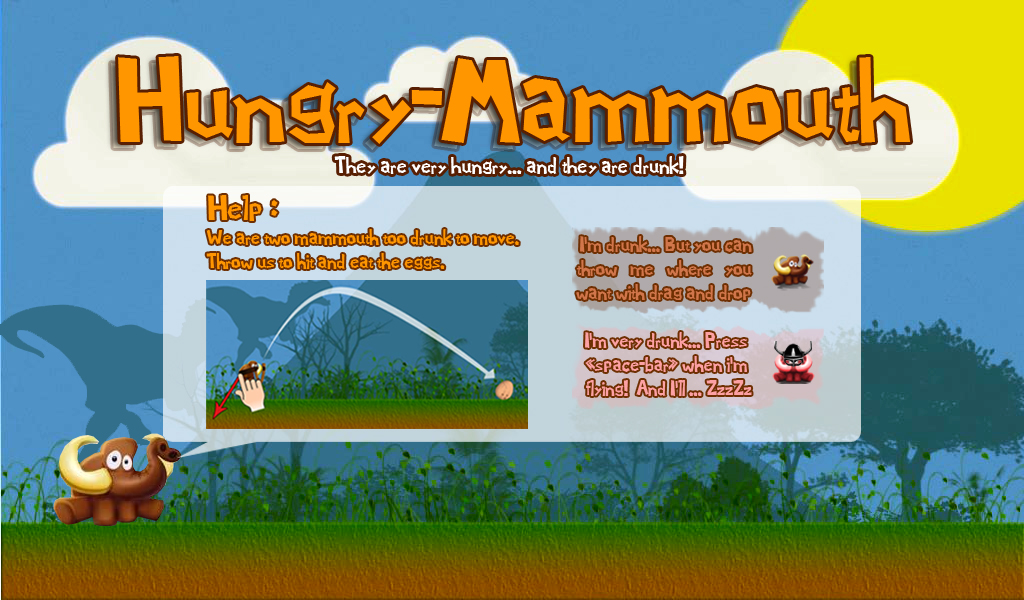 Hungry-Mammouth
They are very hungry... and they are drunk!
Help :
We are two mammouth too drunk to move.
Throw us to hit and eat the eggs.
I'm drunk... But you can
throw me where you
want with drag and drop
I'm very drunk... Press
«space-bar» when i'm
flying! And I'll ... ZzzZz